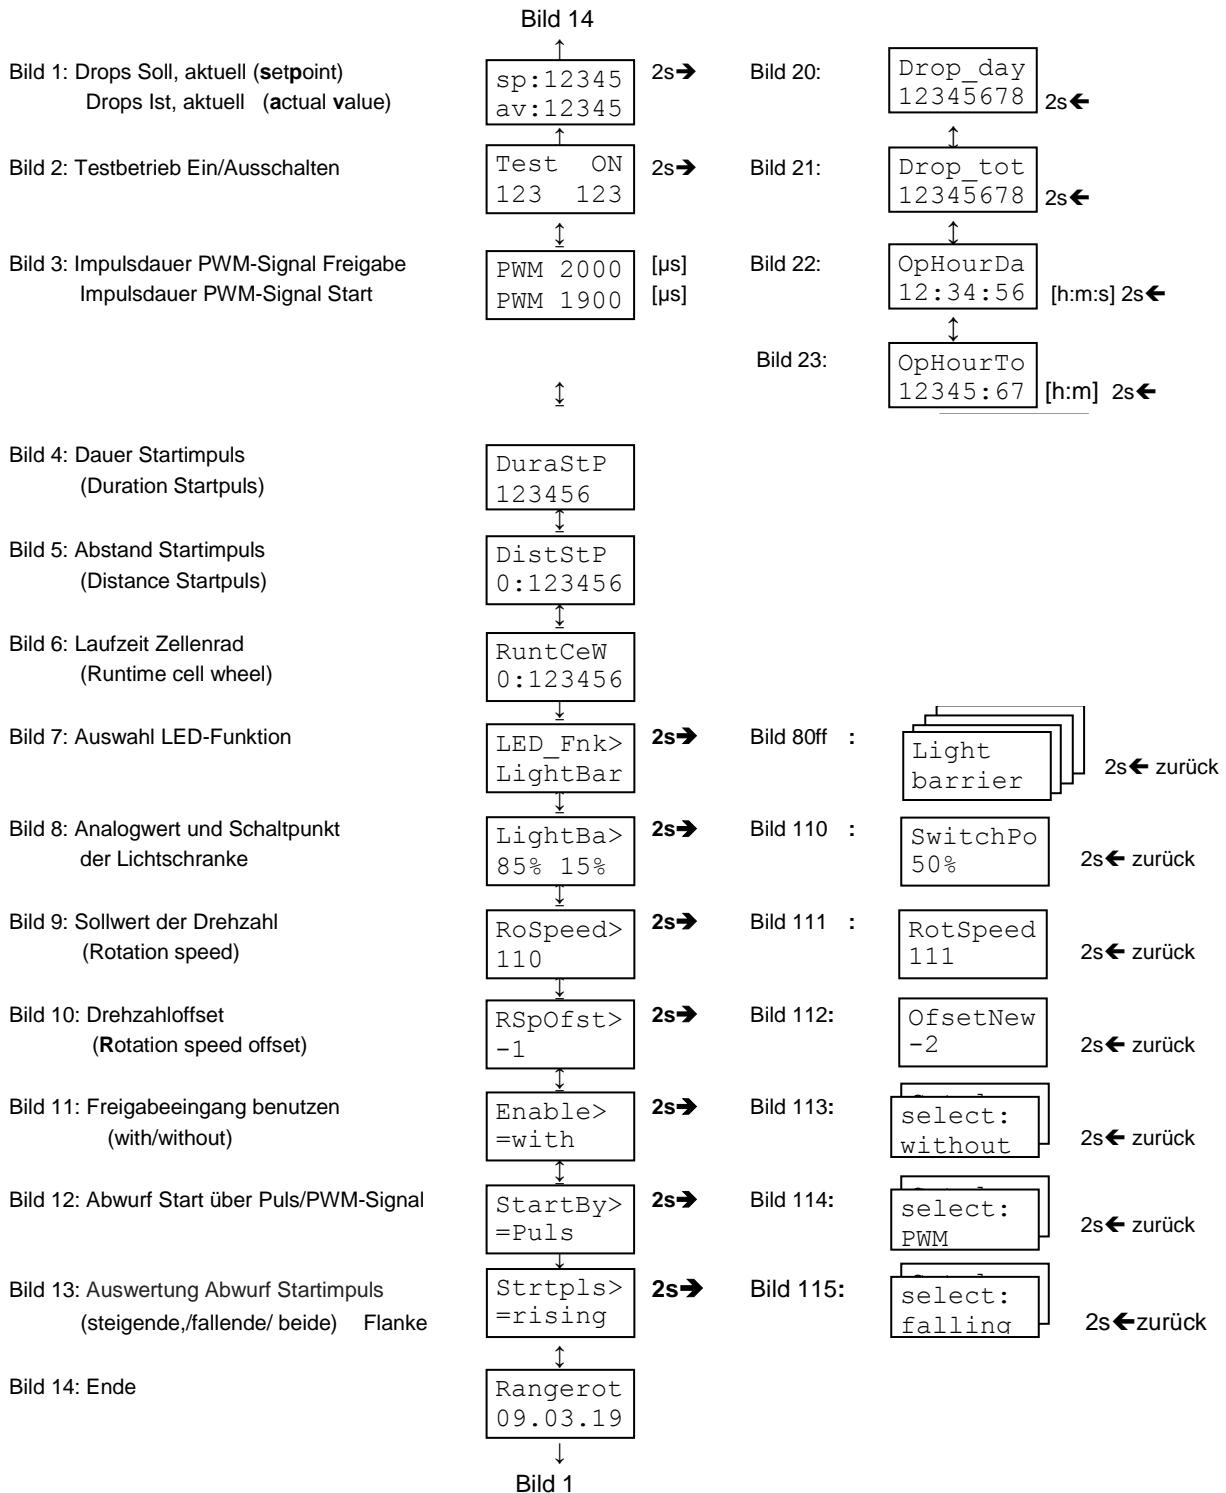 Bild 14
Bild 1: Drops Soll, aktuell (setpoint)
Drops Ist, aktuell (actual value)
sp:12345
av:12345
2s➔
Bild 20:
Drop_day
12345678
2s←
Bild 2: Testbetrieb Ein/Ausschalten
Test ON
123 123
2s➔
Bild 21:
Drop_tot
12345678
2s←
Bild 3: Impulsdauer PWM-Signal Freigabe
Impulsdauer PWM-Signal Start
PWM 2000
PWM 1900
[µs]
[µs]
Bild 22:
OpHourDa
12:34:56
[h:m:s] 2s←
Bild 23:
OpHourTo
12345:67
[h:m] 2s←
Bild 4: Dauer Startimpuls
(Duration Startpuls)
DuraStP
123456
Bild 5: Abstand Startimpuls
(Distance Startpuls)
DistStP
0:123456
Bild 6: Laufzeit Zellenrad
(Runtime cell wheel)
RuntCeW
0:123456
Bild 7: Auswahl LED-Funktion
LED_Fnk>
LightBar
2s➔
Bild 80ff :
Light
barrier
2s← zurück
Bild 8: Analogwert und Schaltpunkt
der Lichtschranke
LightBa>
85% 15%
2s➔
Bild 110 :
SwitchPo
50%
2s← zurück
Bild 9: Sollwert der Drehzahl
(Rotation speed)
RoSpeed>
110
2s➔
Bild 111 :
RotSpeed
111
2s← zurück
Bild 10: Drehzahloffset
(Rotation speed offset)
RSpOfst>
-1
2s➔
Bild 112:
OfsetNew
-2
2s← zurück
Bild 11: Freigabeeingang benutzen
(with/without)
Enable>
=with
2s➔
Bild 113:
select:
without
2s← zurück
Bild 12: Abwurf Start über Puls/PWM-Signal
StartBy>
=Puls
2s➔
Bild 114:
select:
PWM
2s← zurück
Bild 13: Auswertung Abwurf Startimpuls
(steigende,/fallende/ beide) Flanke
Strtpls>
=rising
2s➔
Bild 115:
select:
falling
2s←zurück
Bild 14: Ende
Rangerot
09.03.19
Bild 1